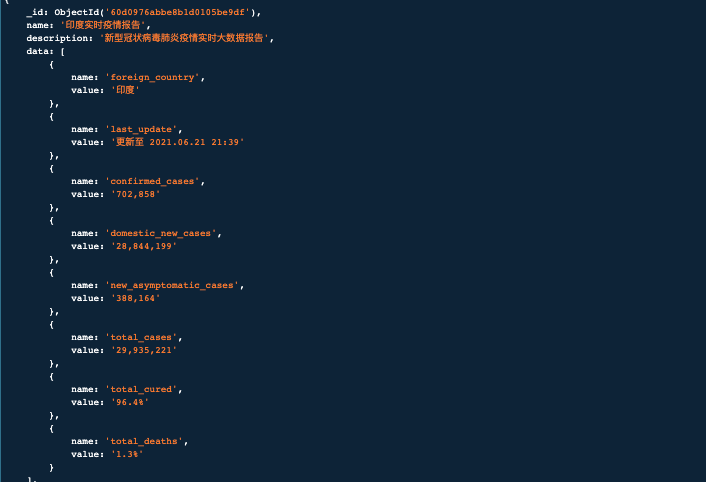 {
_id: ObjectId('60d0976abbe8b1d0105be9df'),
name: '印度实时疫情报告',
description: '新型冠状病毒肺炎疫情实时大数据报告',
data: [
{
name: 'foreign_country',
value: '印度'
},
{
name: 'last_update',
value: '更新至 2021.06.21 21:39'
},
{
name: 'confirmed_cases',
value: '702,858'
},
{
name: 'domestic_new_cases',
value: '28,844,199'
},
{
name: 'new_asymptomatic_cases',
value: '388,164'
},
{
name: 'total_cases',
value: '29,935,221'
},
{
name: 'total_cured',
value: '96.4%'
},
{
name: 'total_deaths',
value: '1.3%'
}
],